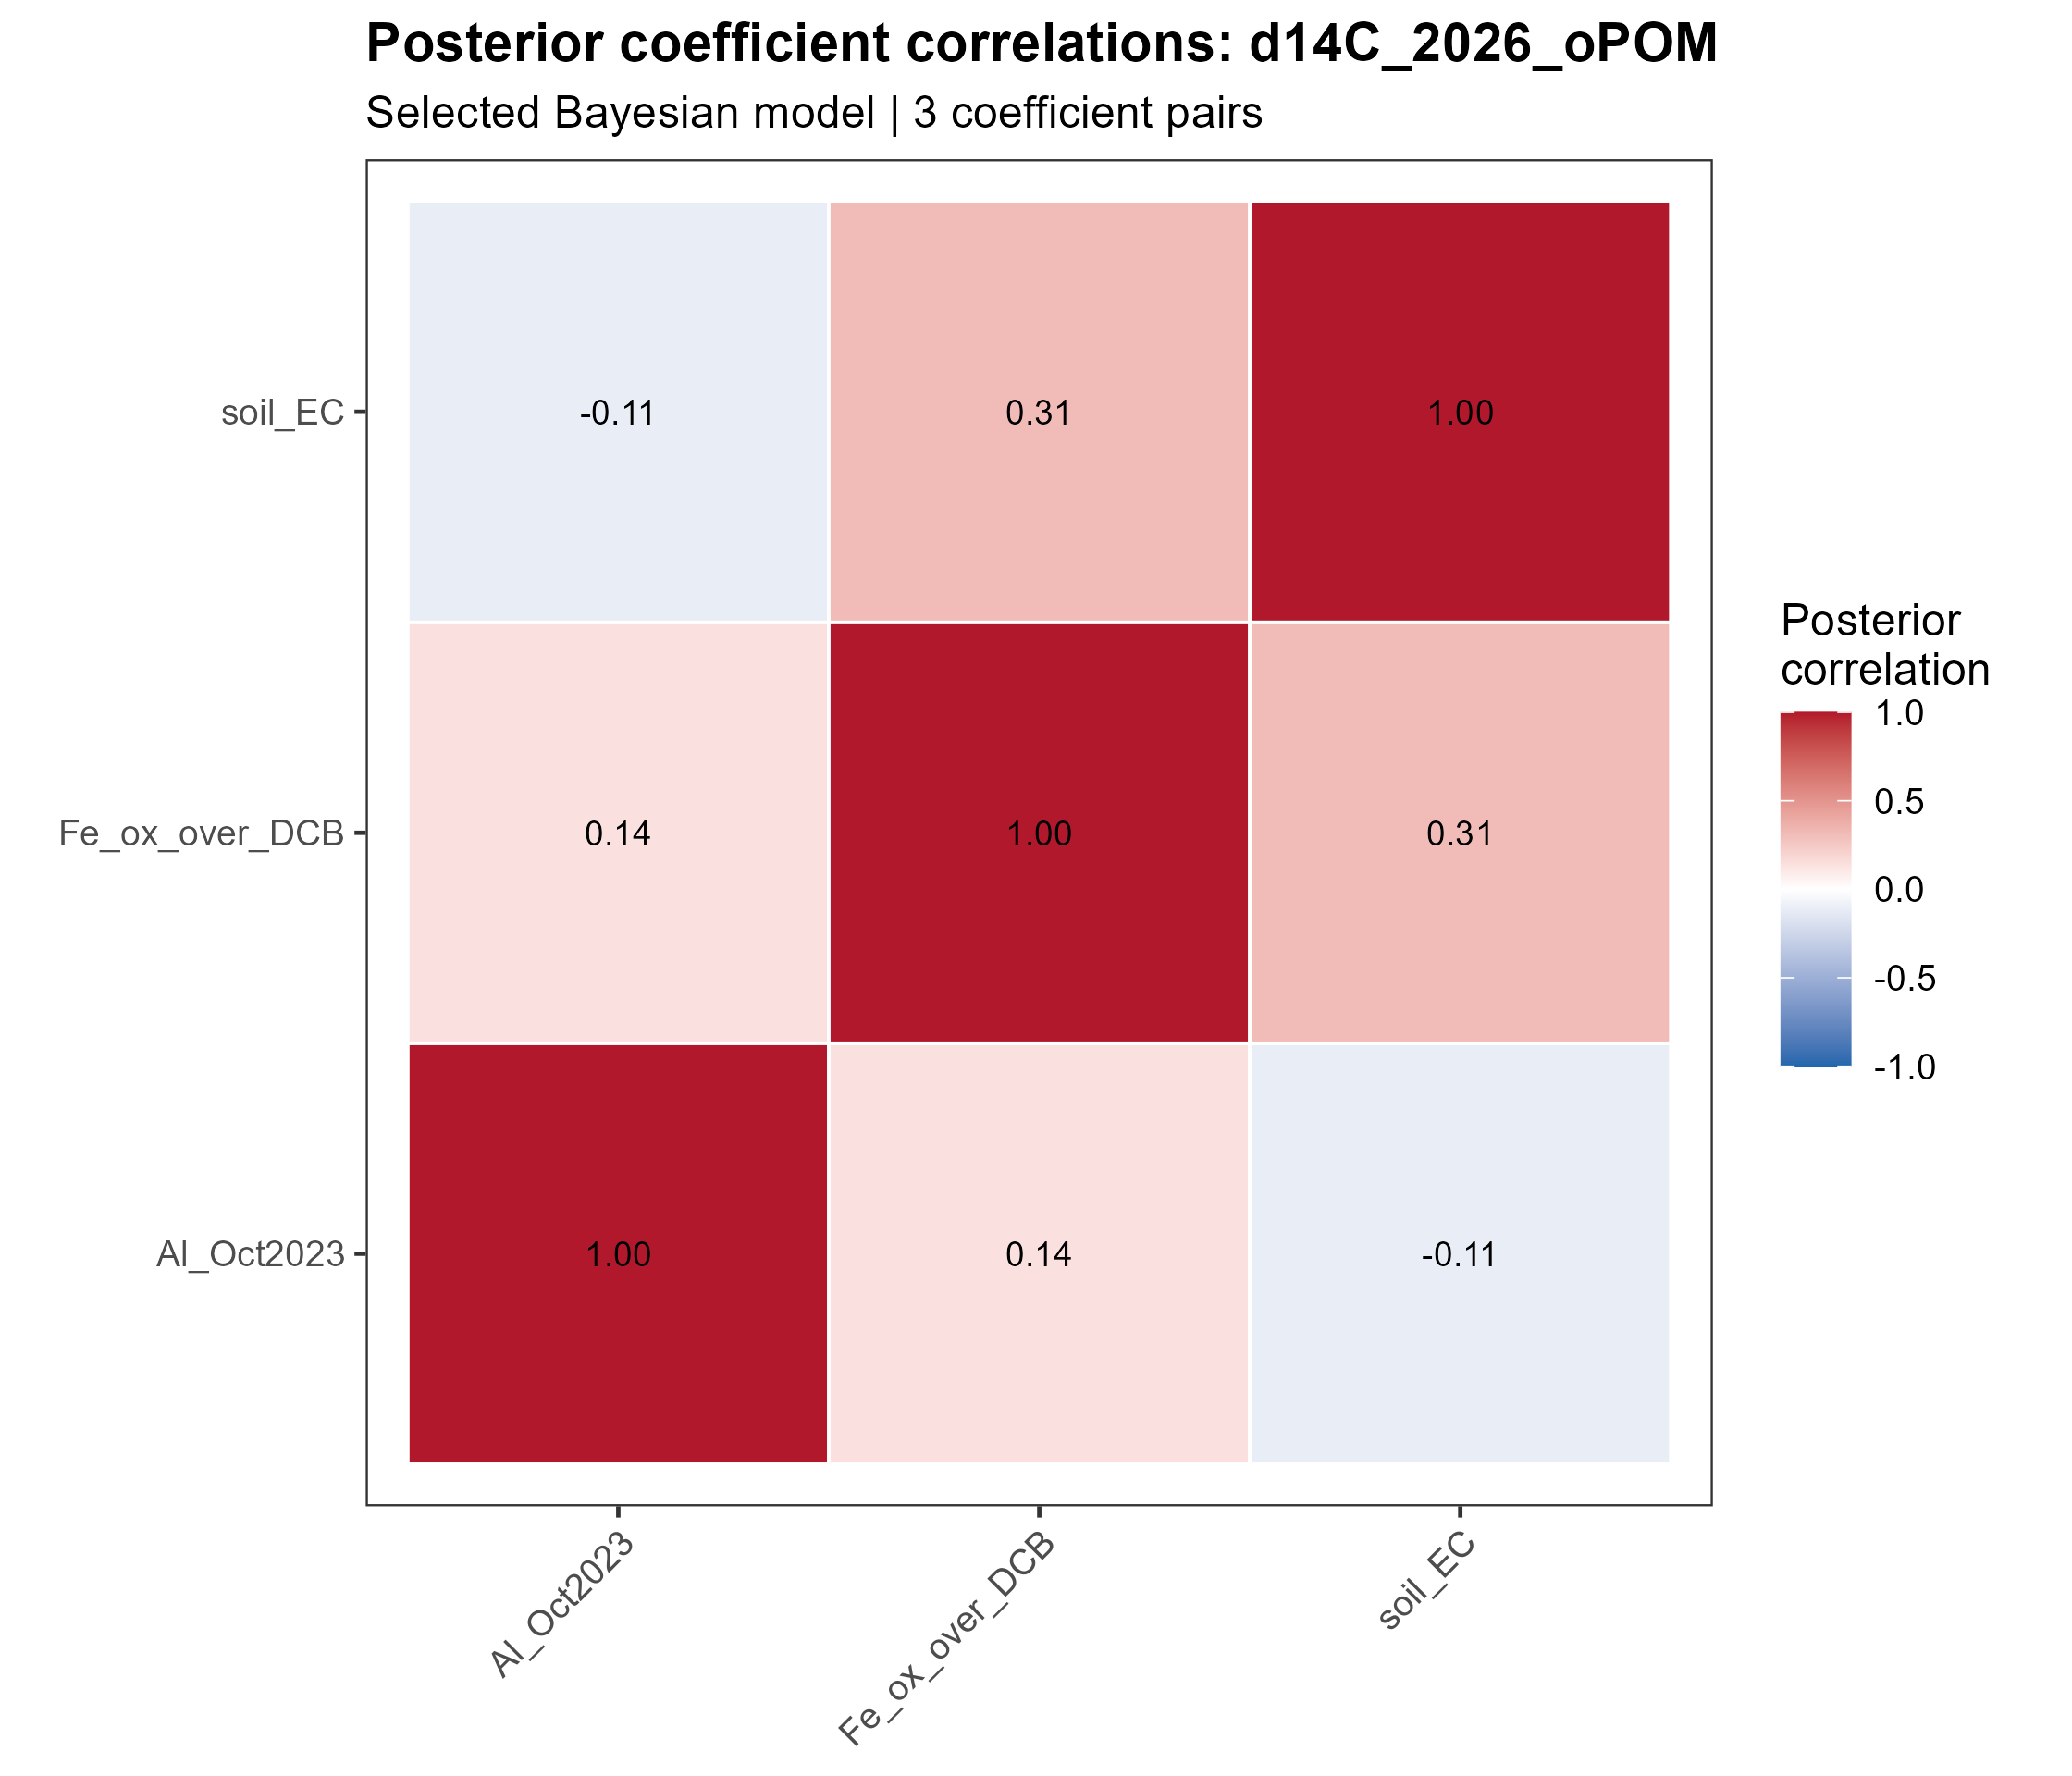 Posterior coefficient correlations: d14C_2026_oPOM
Selected Bayesian model | 3 coefficient pairs
soil_EC
-0.11
0.31
1.00
Fe_ox_over_DCB
0.14
1.00
0.31
AI_Oct2023
1.00
0.14
-0.11
AI_Oct2023
Fe_ox_over_DCB
soil_EC
Posterior
correlation
1.0
0.5
0.0
-0.5
-1.0